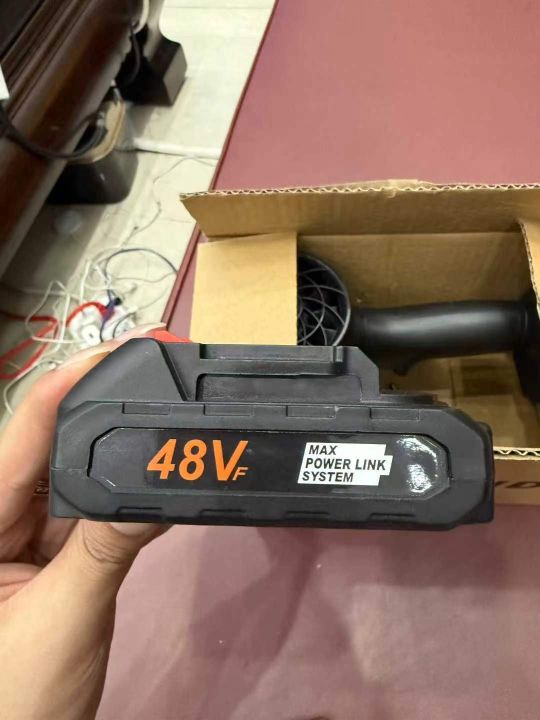 48VF
MAX
POWER LINK
SYSTEM